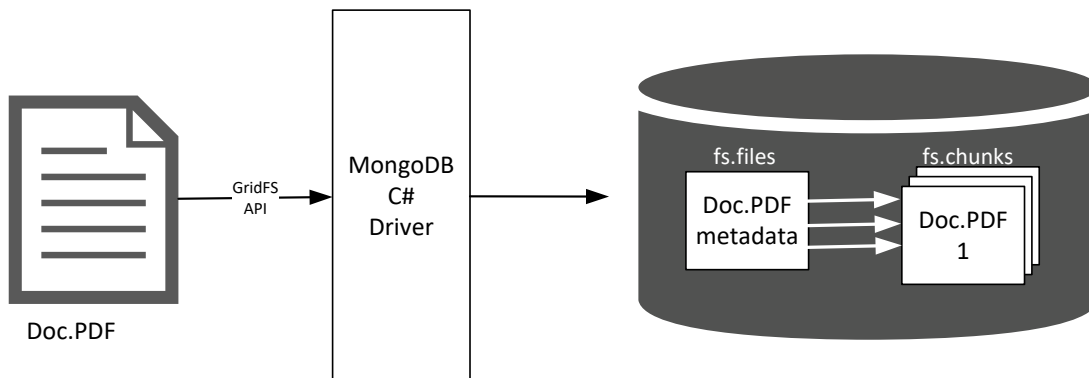 Doc.PDF
GridFS
API
MongoDB
C#
Driver
fs.files
Doc.PDF
metadata
fs.chunks
Doc.PDF
1